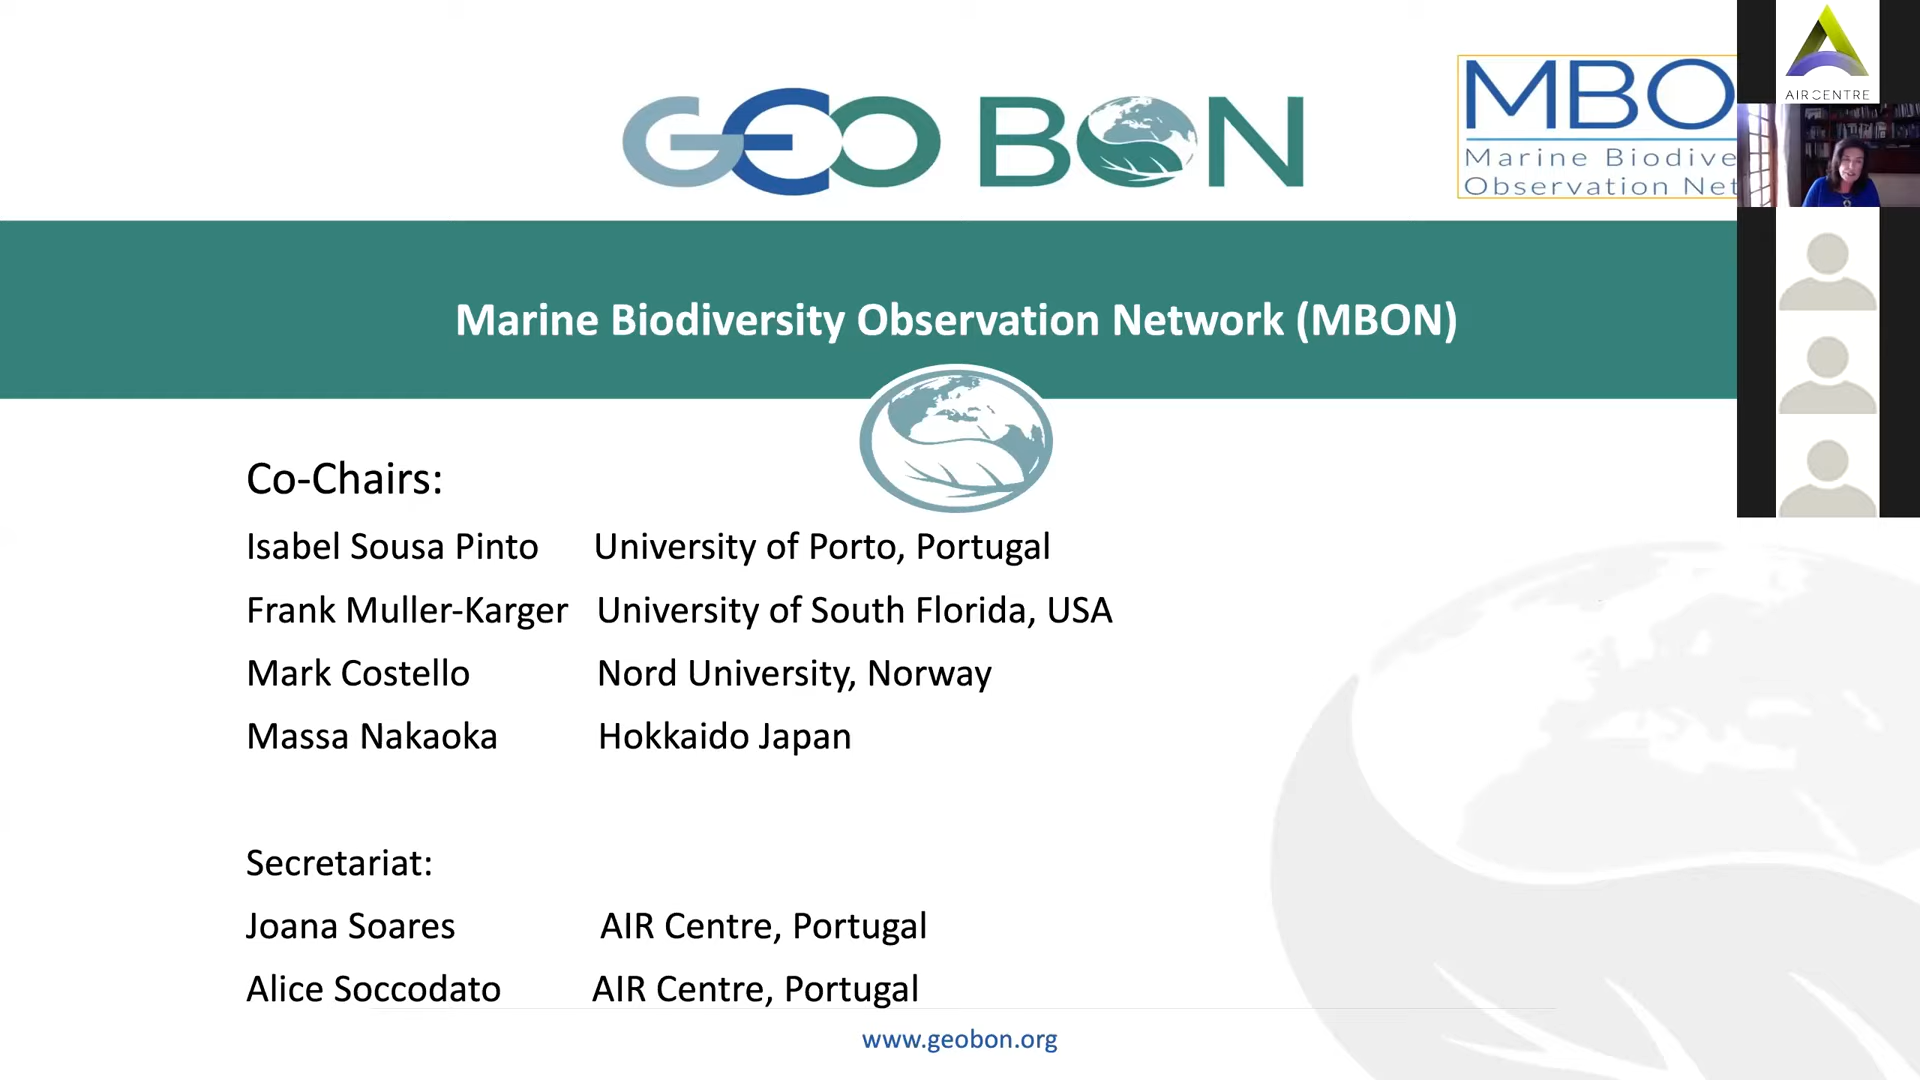 GEO BON
MBO
Marine Biodive
Observation Net
AIRCENTRE
Marine Biodiversity Observation Network (MBON)
Co-Chairs:
Isabel Sousa Pinto University of Porto, Portugal
Frank Muller-Karger University of South Florida, USA
Mark Costello Nord University, Norway
Massa Nakaoka Hokkaido Japan
Secretariat:
Joana Soares AIR Centre, Portugal
Alice Soccodato AIR Centre, Portugal
www.geobon.org